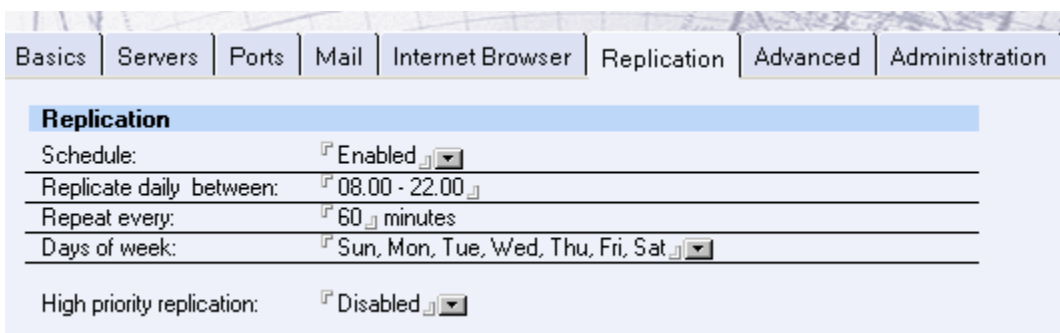 Basics Servers Ports Mail Internet Browser Replication Advanced Administration
Replication
Schedule: Enabled
Replicate daily between: 08.00 - 22.00
Repeat every: 60 minutes
Days of week: Sun, Mon, Tue, Wed, Thu, Fri, Sat
High priority replication: Disabled